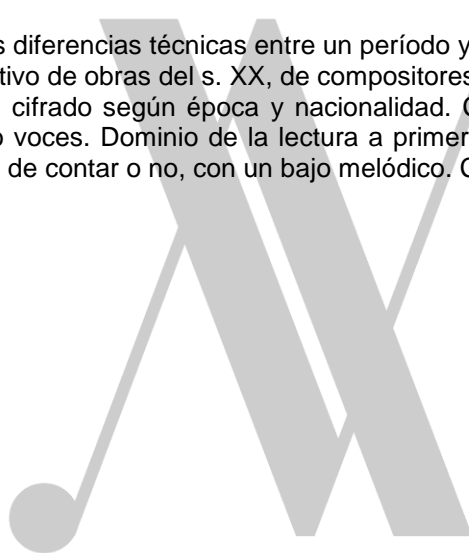 s diferencias técnicas entre un período y
tivo de obras del s. XX, de compositores
cifrado según época y nacionalidad.
voces. Dominio de la lectura a primer
de contar o no, con un bajo melódico.